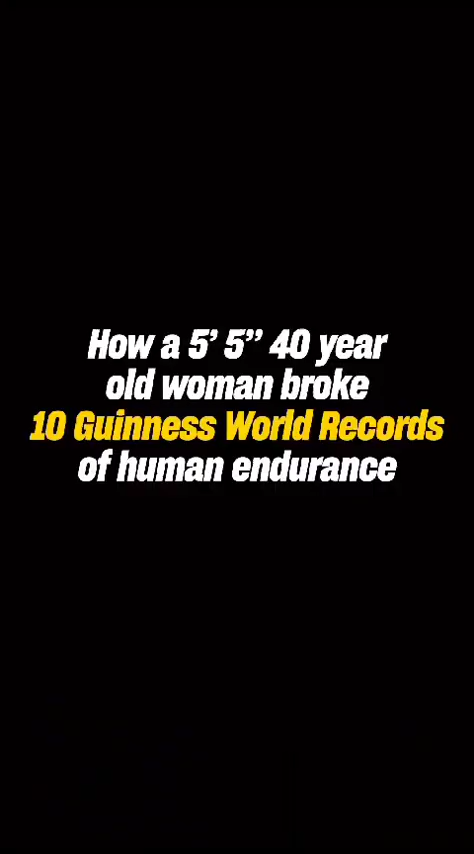 How a 5’ 5” 40 year
old woman broke
10 Guinness World Records
of human endurance